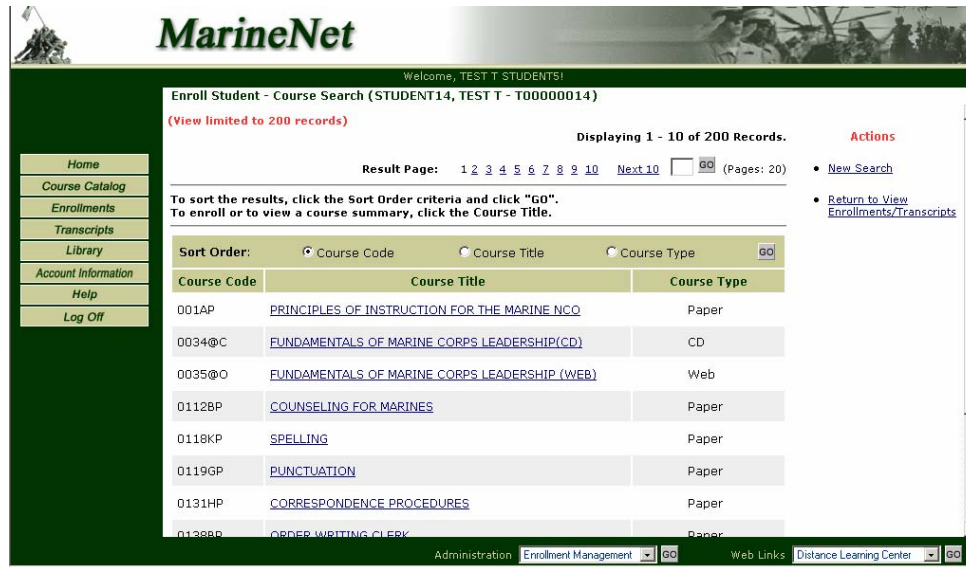 MarineNet
Welcome, TEST T STUDENT5!
Enroll Student - Course Search (STUDENT14, TEST T - T00000014)
(View limited to 200 records)
Displaying 1 - 10 of 200 Records.
Result Page: 1 2 3 4 5 6 7 8 9 10 Next 10 GO (Pages: 20)
To sort the results, click the Sort Order criteria and click "GO".
To enroll or to view a course summary, click the Course Title.
Sort Order: Course Code Course Title Course Type GO
Course Code Course Title Course Type
001AP PRINCIPLES OF INSTRUCTION FOR THE MARINE NCO Paper
0034@C FUNDAMENTALS OF MARINE CORPS LEADERSHIP(CD) CD
0035@O FUNDAMENTALS OF MARINE CORPS LEADERSHIP (WEB) Web
0112BP COUNSELING FOR MARINES Paper
0118KP SPELLING Paper
0119GP PUNCTUATION Paper
0131HP CORRESPONDENCE PROCEDURES Paper
0138BP ORDER WRITING CLERK Paper
Home
Course Catalog
Enrollments
Transcripts
Library
Account Information
Help
Log Off
Actions
New Search
Return to View
Enrollments/Transcripts
Administration Enrollment Management GO Web Links Distance Learning Center GO